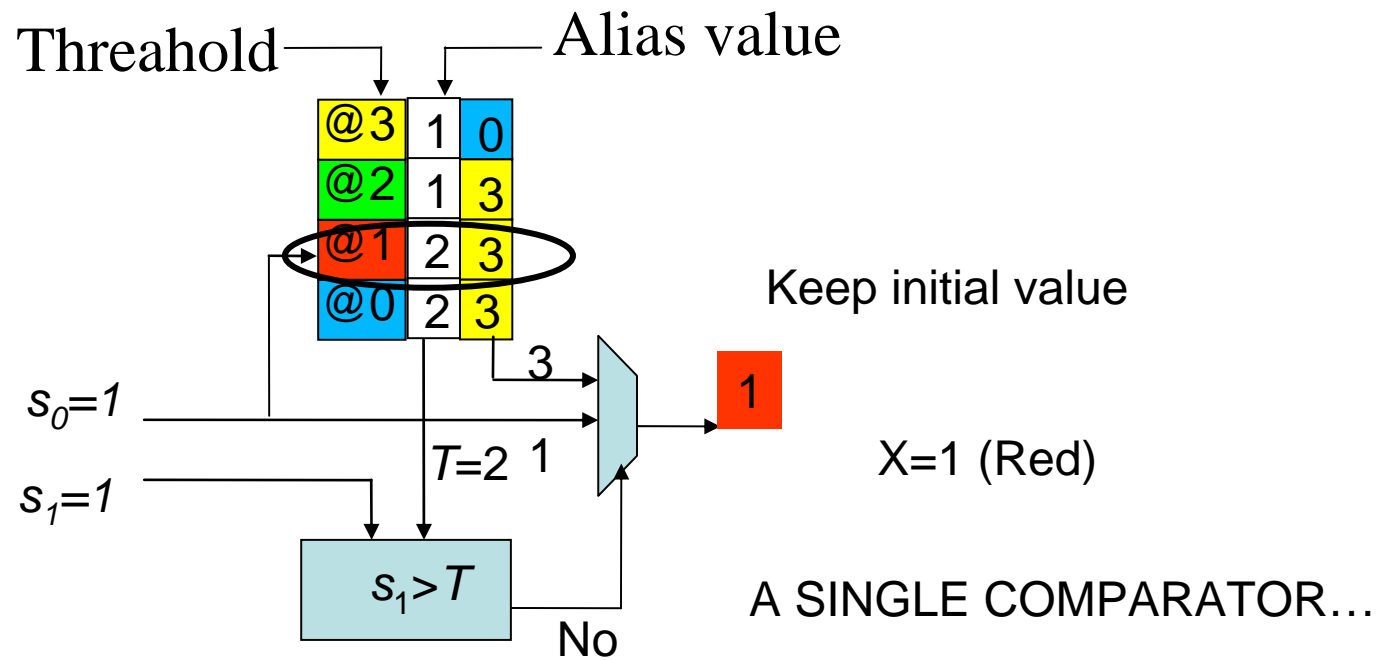 Threahold Alias value
@3 1 0
@2 1 3
@1 2 3
@0 2 3
Keep initial value
3
1
s0=1
T=2 1
X=1 (Red)
s1=1
s1>T
A SINGLE COMPARATOR…
No